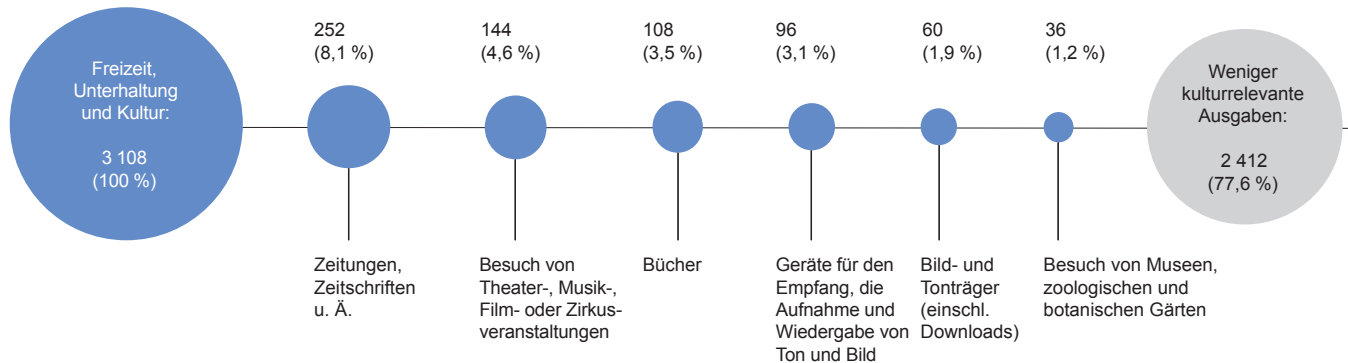 Freizeit,
Unterhaltung
und Kultur:
3 108
(100 %)
252
(8,1 %)
Zeitungen,
Zeitschriften
u. Ä.
144
(4,6 %)
Besuch von
Theater-, Musik-,
Film- oder Zirkus-
veranstaltungen
108
(3,5 %)
Bücher
96
(3,1 %)
Geräte für den
Empfang, die
Aufnahme und
Wiedergabe von
Ton und Bild
60
(1,9 %)
Bild- und
Tonträger
(einschl.
Downloads)
36
(1,2 %)
Besuch von Museen,
zoologischen und
botanischen Gärten
Weniger
kulturrelevante
Ausgaben:
2 412
(77,6 %)